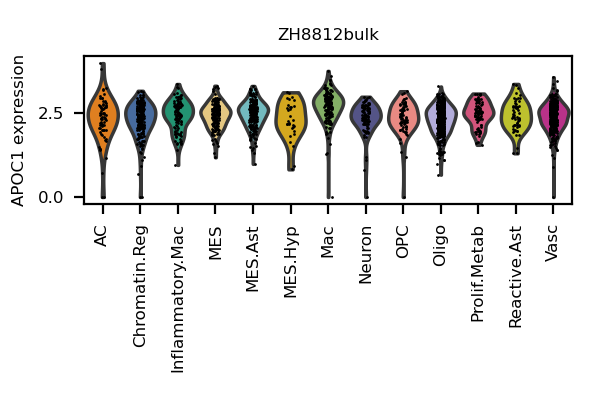 ZH8812bulk
APOC1 expression
2.5
0.0
AC
Chromatin.Reg
Inflammatory.Mac
MES
MES.Ast
MES.Hyp
Mac
Neuron
OPC
Oligo
Prolif.Metab
Reactive.Ast
Vasc